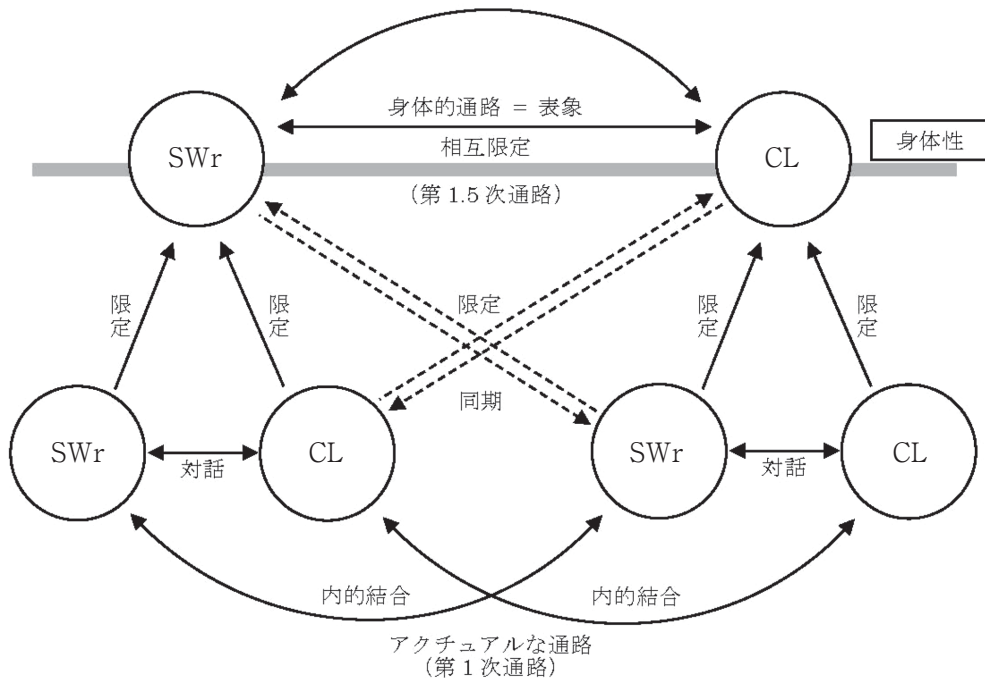 身体的通路 = 表象
SWr
相互限定
CL
身体性
(第 1.5 次通路)
限定
限定
限定
限定
限定
同期
SWr
対話
CL
SWr
対話
CL
内的結合
内的結合
アクチュアルな通路
(第 1 次通路)